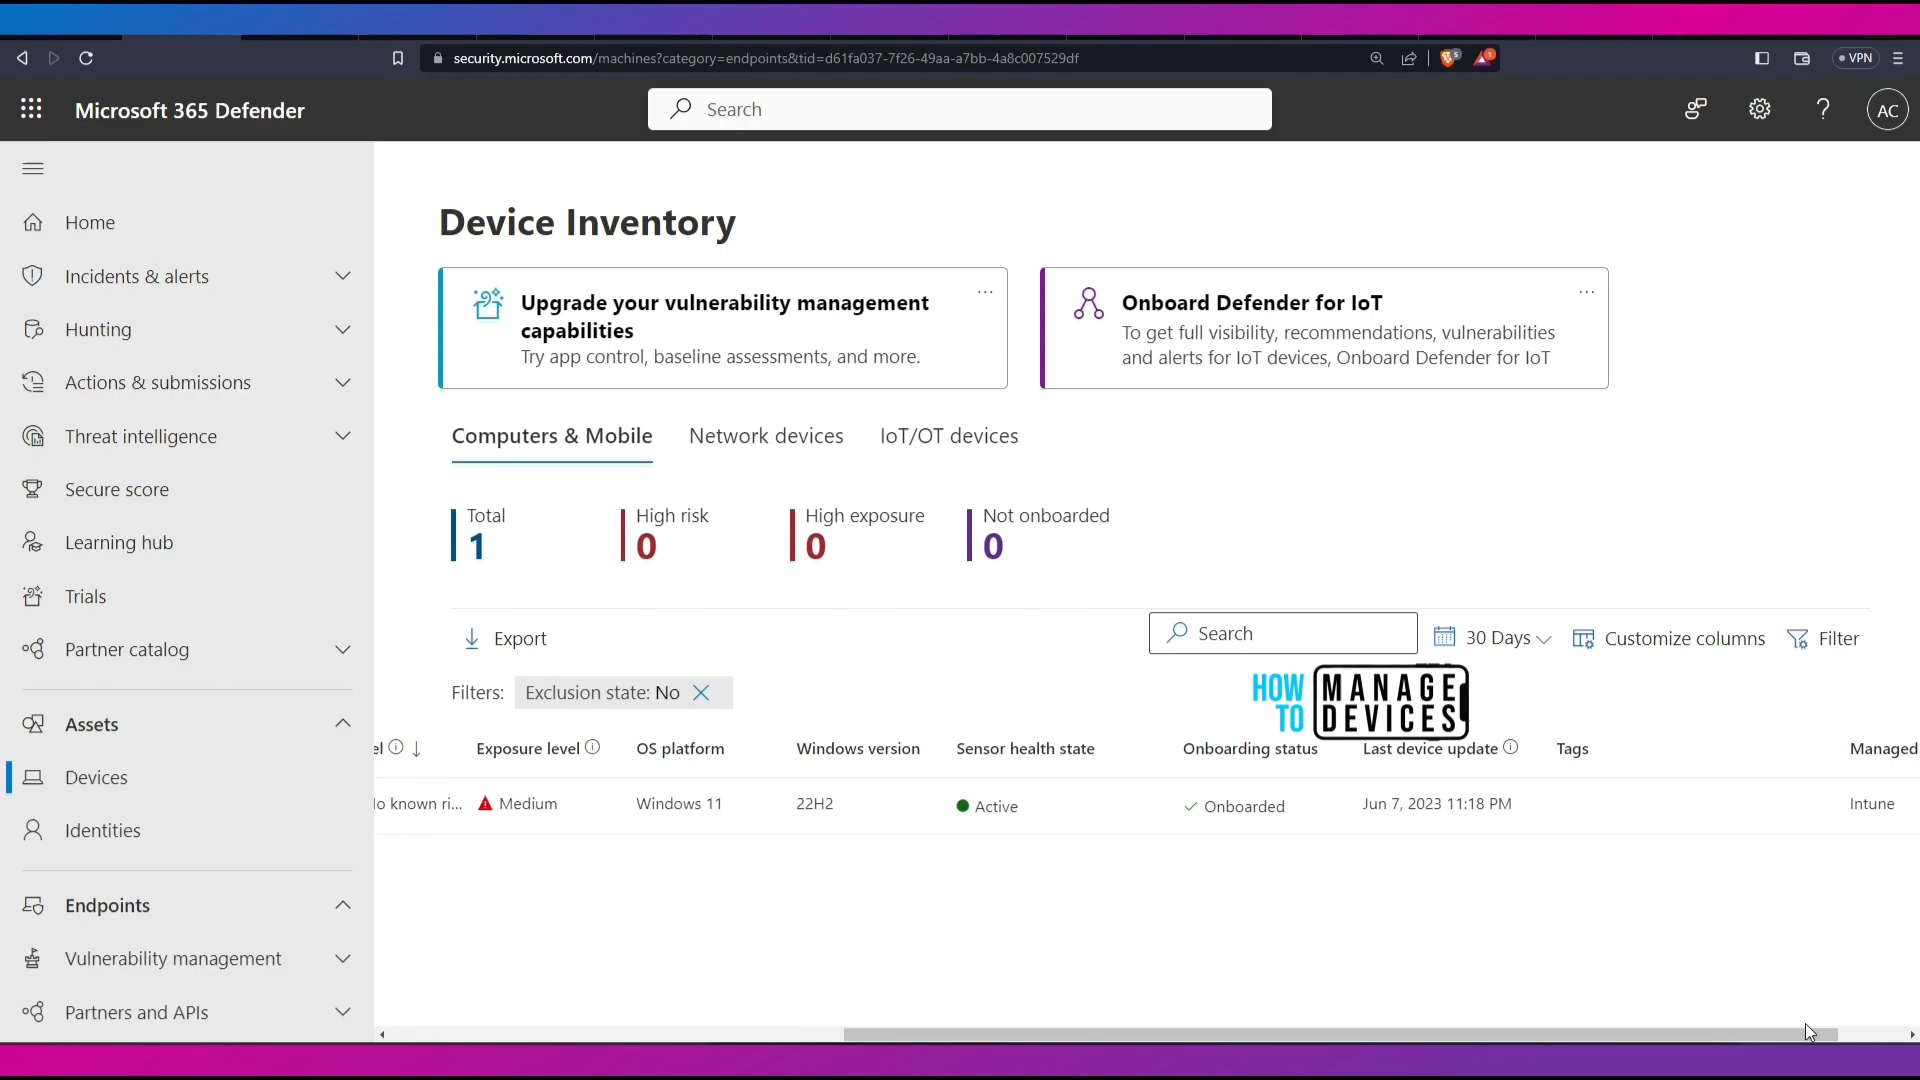 security.microsoft.com/machines?category=endpoints&tid=d61fa037-7f26-49aa-a7bb-4a8c007529df
5
1
VPN
Microsoft 365 Defender
Search
AC
Home
Incidents & alerts
Hunting
Actions & submissions
Threat intelligence
Secure score
Learning hub
Trials
Partner catalog
Assets
Devices
Identities
Endpoints
Vulnerability management
Partners and APIs
Device Inventory
Upgrade your vulnerability management
capabilities
Try app control, baseline assessments, and more.
Onboard Defender for IoT
To get full visibility, recommendations, vulnerabilities
and alerts for IoT devices, Onboard Defender for IoT
Computers & Mobile Network devices IoT/OT devices
Total High risk High exposure Not onboarded
1 0 0 0
Export Search 30 Days Customize columns Filter
Filters: Exclusion state: No
HOW TO MANAGE DEVICES
el Exposure level OS platform Windows version Sensor health state Onboarding status Last device update Tags Managed
o known ri... Medium Windows 11 22H2 Active Onboarded Jun 7, 2023 11:18 PM Intune